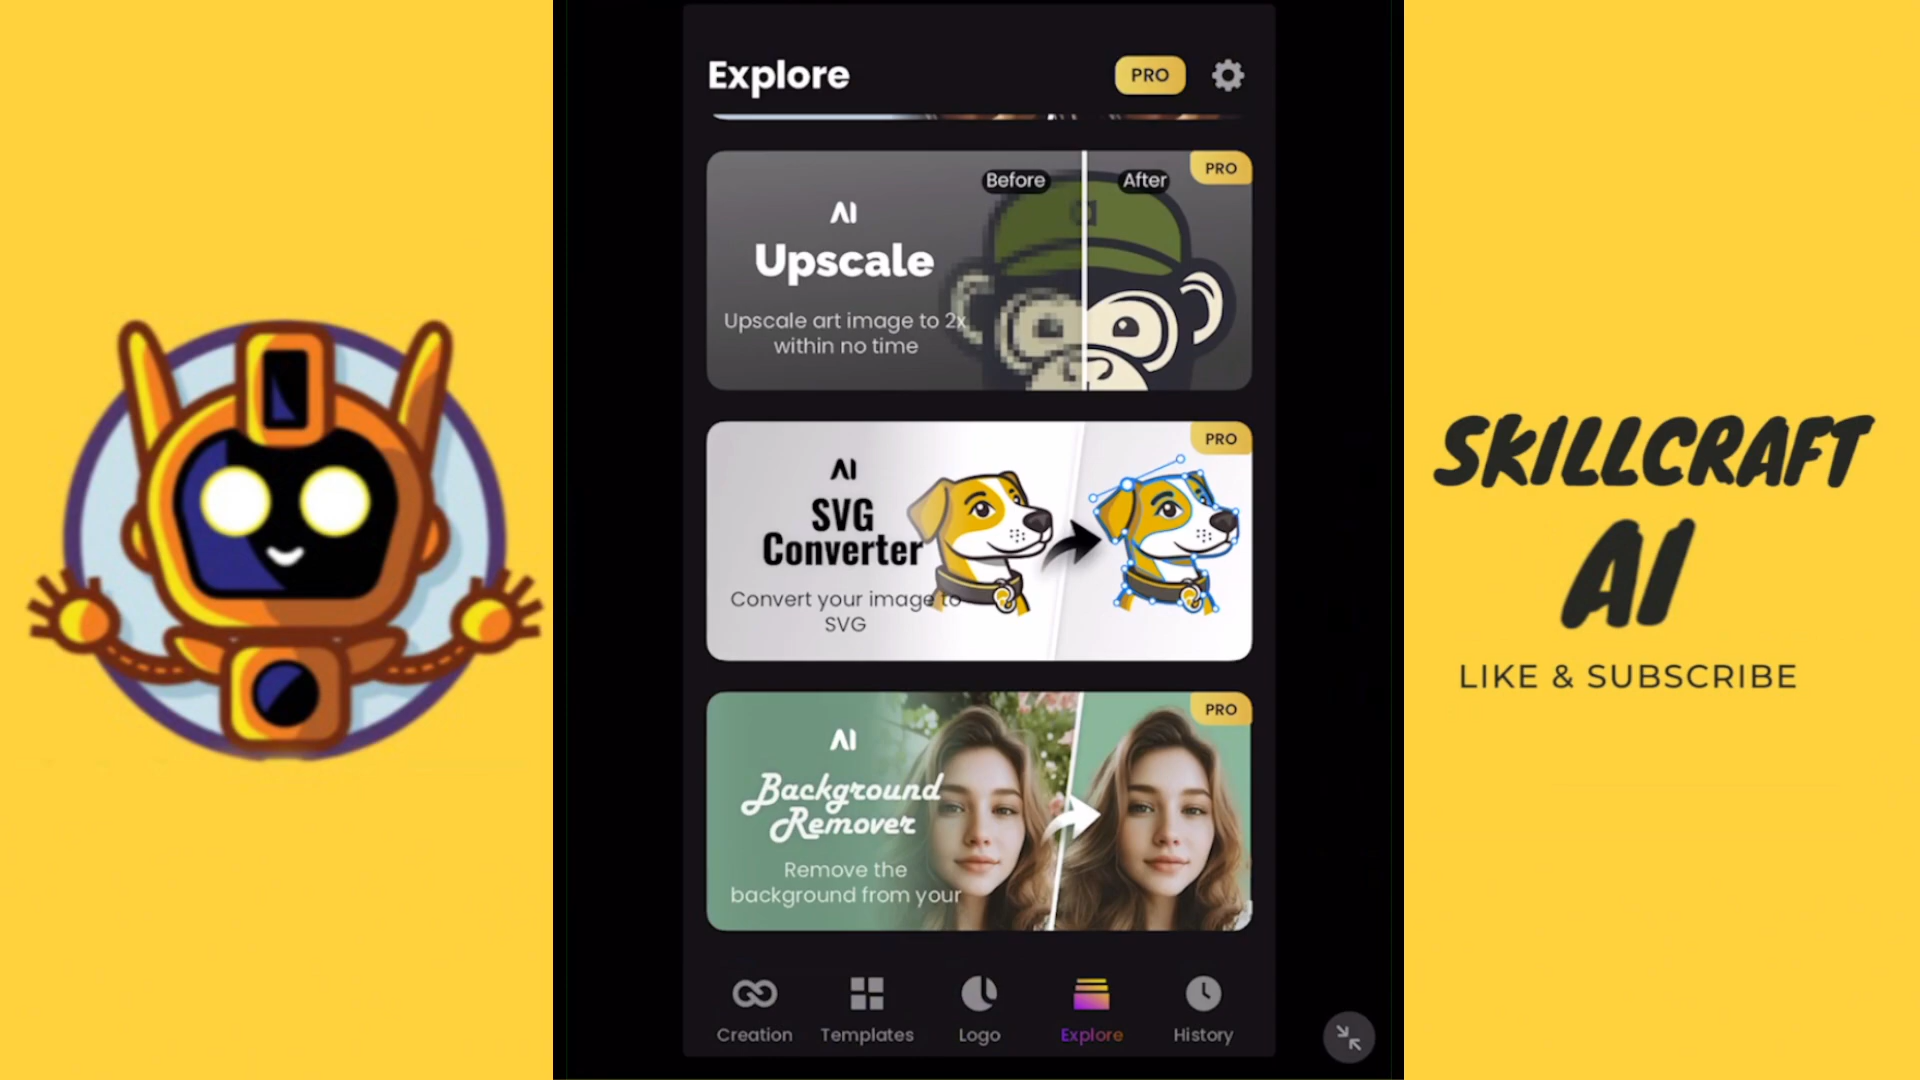 Explore
PRO
Before
After
PRO
AI
Upscale
Upscale art image to 2x
within no time
PRO
AI
SVG
Converter
Convert your image to
SVG
PRO
AI
Background
Remover
Remove the
background from your
Creation
Templates
Logo
Explore
History
SKILLCRAFT
AI
LIKE & SUBSCRIBE